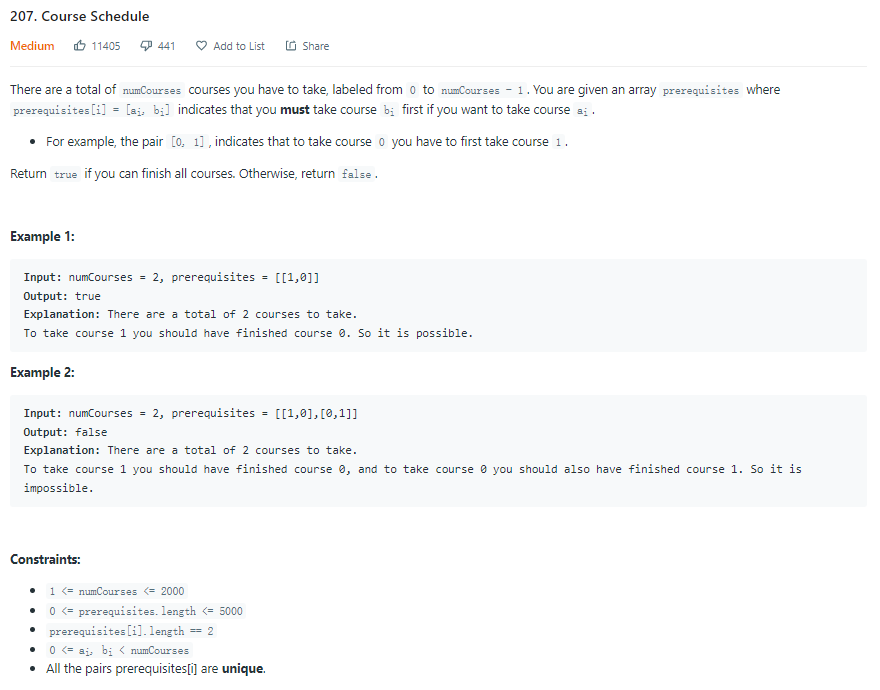 207. Course Schedule
Medium 11405 441 Add to List Share
There are a total of numCourses courses you have to take, labeled from 0 to numCourses - 1. You are given an array prerequisites where
prerequisites[i] = [ai, bi] indicates that you must take course bi first if you want to take course ai.
• For example, the pair [0, 1], indicates that to take course 0 you have to first take course 1.
Return true if you can finish all courses. Otherwise, return false.
Example 1:
Input: numCourses = 2, prerequisites = [[1,0]]
Output: true
Explanation: There are a total of 2 courses to take.
To take course 1 you should have finished course 0. So it is possible.
Example 2:
Input: numCourses = 2, prerequisites = [[1,0],[0,1]]
Output: false
Explanation: There are a total of 2 courses to take.
To take course 1 you should have finished course 0, and to take course 0 you should also have finished course 1. So it is
impossible.
Constraints:
• 1 <= numCourses <= 2000
• 0 <= prerequisites.length <= 5000
• prerequisites[i].length == 2
• 0 <= ai, bi < numCourses
• All the pairs prerequisites[i] are unique.